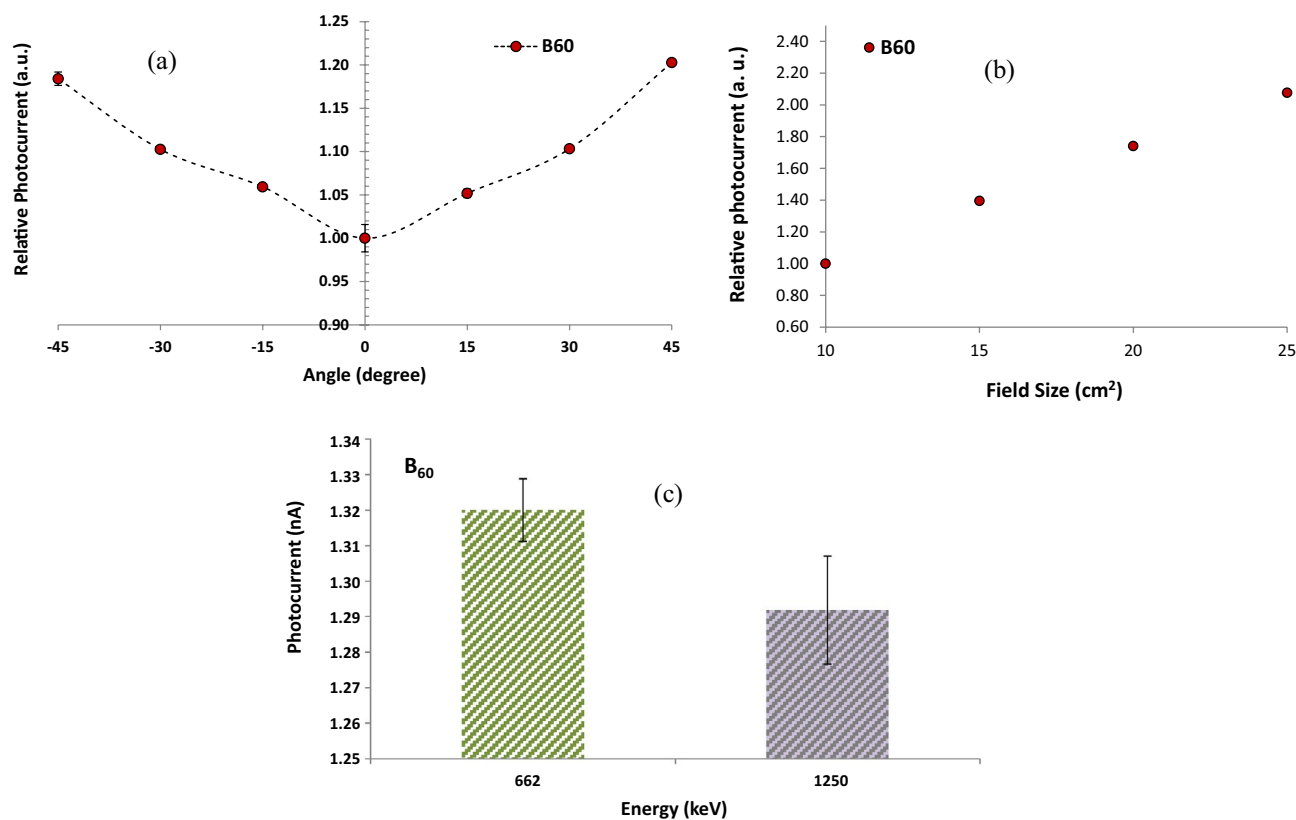 Relative Photocurrent (a.u.)
(a)
B60
1.25
1.20
1.15
1.10
1.05
1.00
0.95
0.90
-45 -30 -15 0 15 30 45
Angle (degree)
Relative photocurrent (a. u.)
B60
(b)
2.40
2.20
2.00
1.80
1.60
1.40
1.20
1.00
0.80
0.60
10 15 20 25
Field Size (cm²)
Photocurrent (nA)
B₆₀
(c)
1.34
1.33
1.32
1.31
1.30
1.29
1.28
1.27
1.26
1.25
662 1250
Energy (keV)